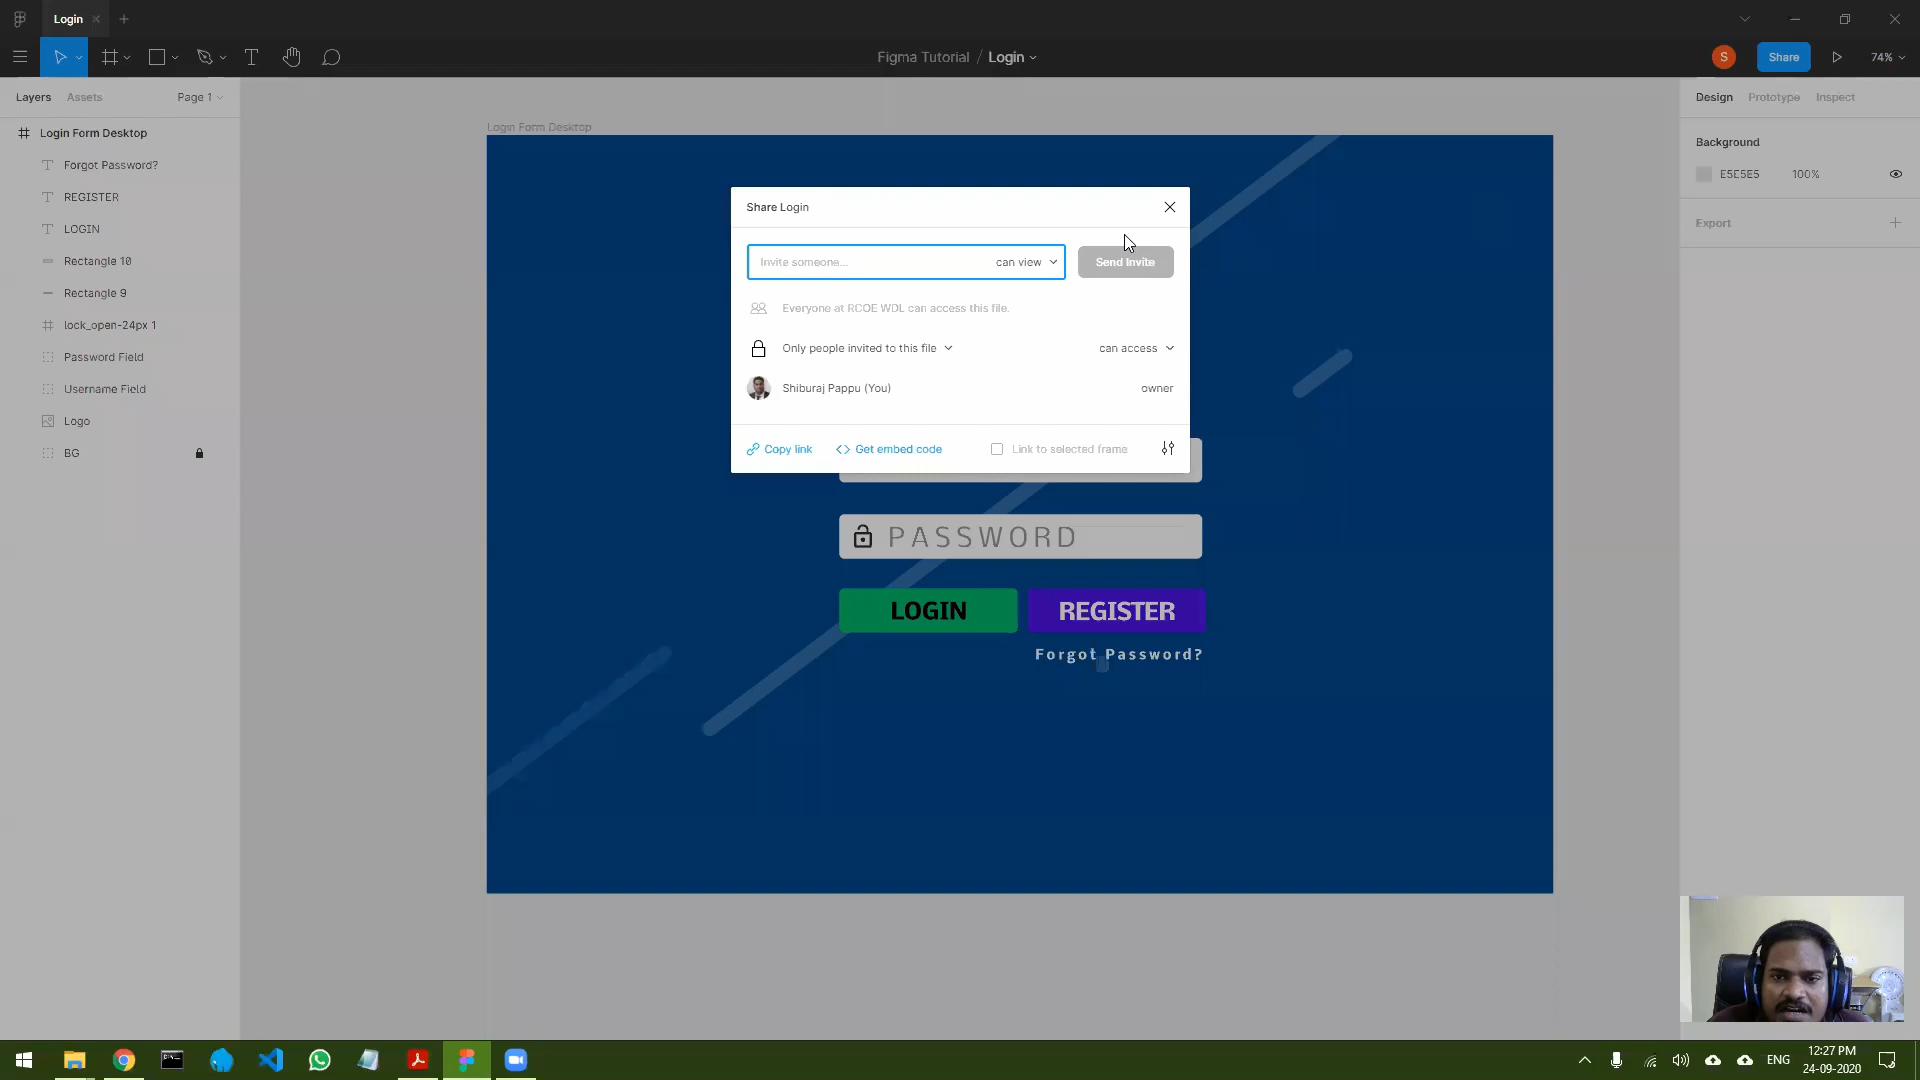 Login
Figma Tutorial / Login
S
Share
74%
Layers
Assets
Page 1
Design
Prototype
Inspect
Login Form Desktop
Forgot Password?
REGISTER
LOGIN
Rectangle 10
Rectangle 9
lock_open-24px 1
Password Field
Username Field
Logo
BG
Login Form Desktop
Background
E5E5E5
100%
Export
Share Login
Invite someone...
can view
Send Invite
Everyone at RCOE WDL can access this file.
Only people invited to this file
can access
Shiburaj Pappu (You)
owner
Copy link
Get embed code
Link to selected frame
PASSWORD
LOGIN
REGISTER
Forgot Password?
ENG
12:27 PM
24-09-2020